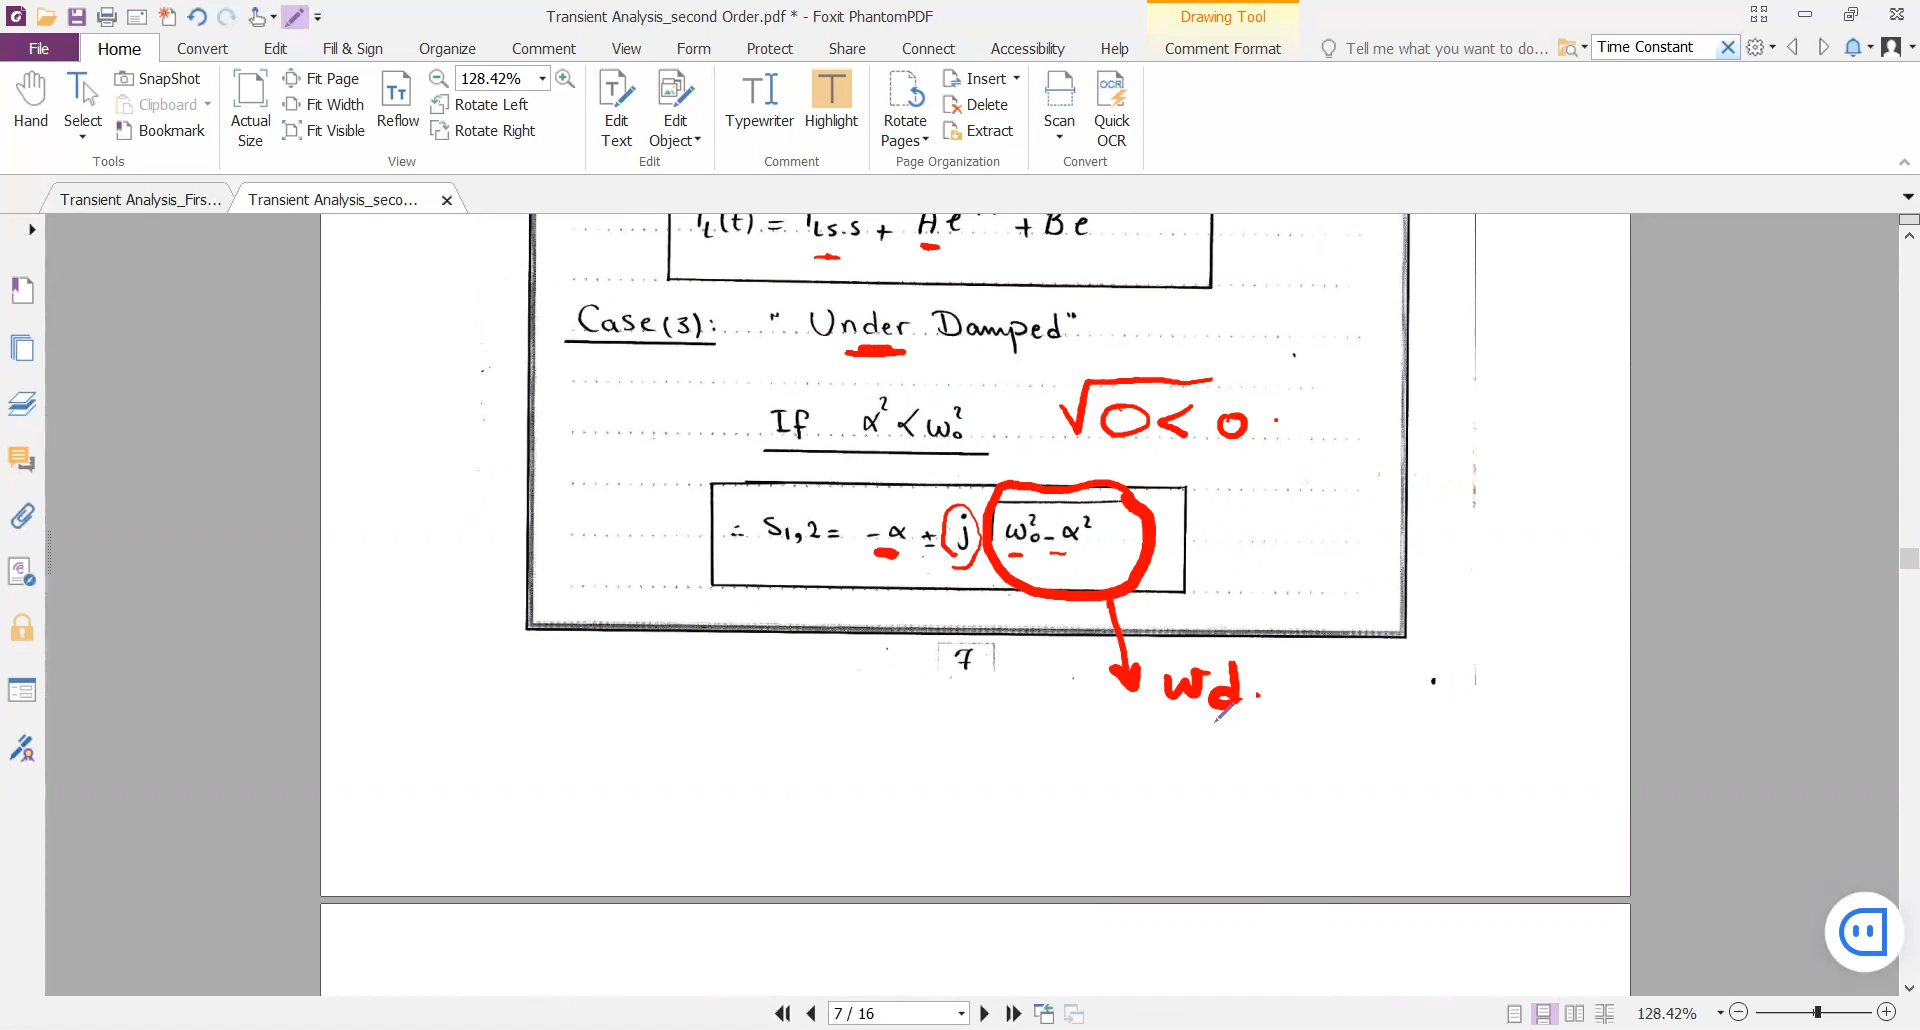 Transient Analysis_second Order.pdf * - Foxit PhantomPDF
Drawing Tool
File Home Convert Edit Fill & Sign Organize Comment View Form Protect Share Connect Accessibility Help Comment Format Tell me what you want to do... Time Constant
Hand
Select
SnapShot
Clipboard
Bookmark
Tools
Actual Size
Fit Page
Fit Width
Fit Visible
Reflow
128.42%
Rotate Left
Rotate Right
View
Edit Text
Edit Object
Edit
Typewriter
Highlight
Comment
Rotate Pages
Insert
Delete
Extract
Page Organization
Scan
Quick OCR
Convert
Transient Analysis_Firs...
Transient Analysis_seco...
i_L(t) = i_Ls.s + A e + B e
Case(3): " Under Damped"
If α² < ω₀²
√0 < 0
∴ S₁,₂ = -α ± j √ω₀² - α²
7
wd.
7 / 16
128.42%